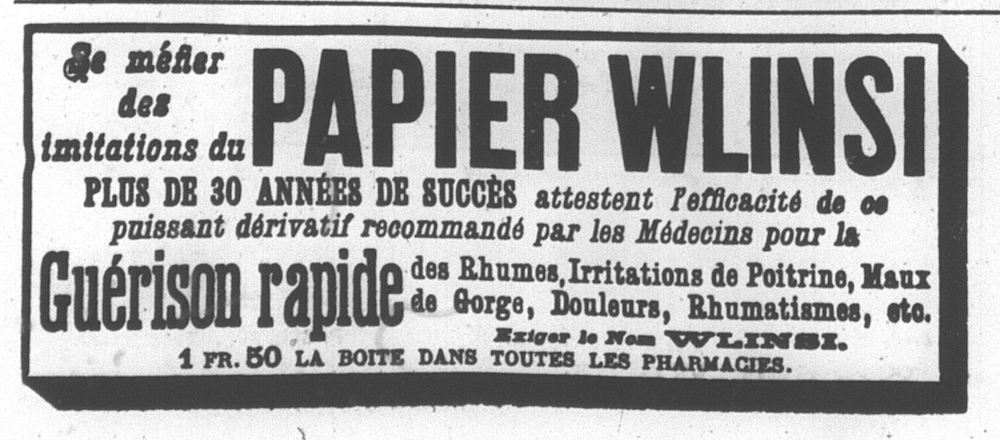 Se méfier
des
imitations du
PAPIER WLINSI
PLUS DE 30 ANNÉES DE SUCCÈS attestent l'efficacité de ce
puissant dérivatif recommandé par les Médecins pour la
Guérison rapide
des Rhumes, Irritations de Poitrine, Maux
de Gorge, Douleurs, Rhumatismes, etc.
Exiger le Nom WLINSI.
1 FR. 50 LA BOITE DANS TOUTES LES PHARMACIES.